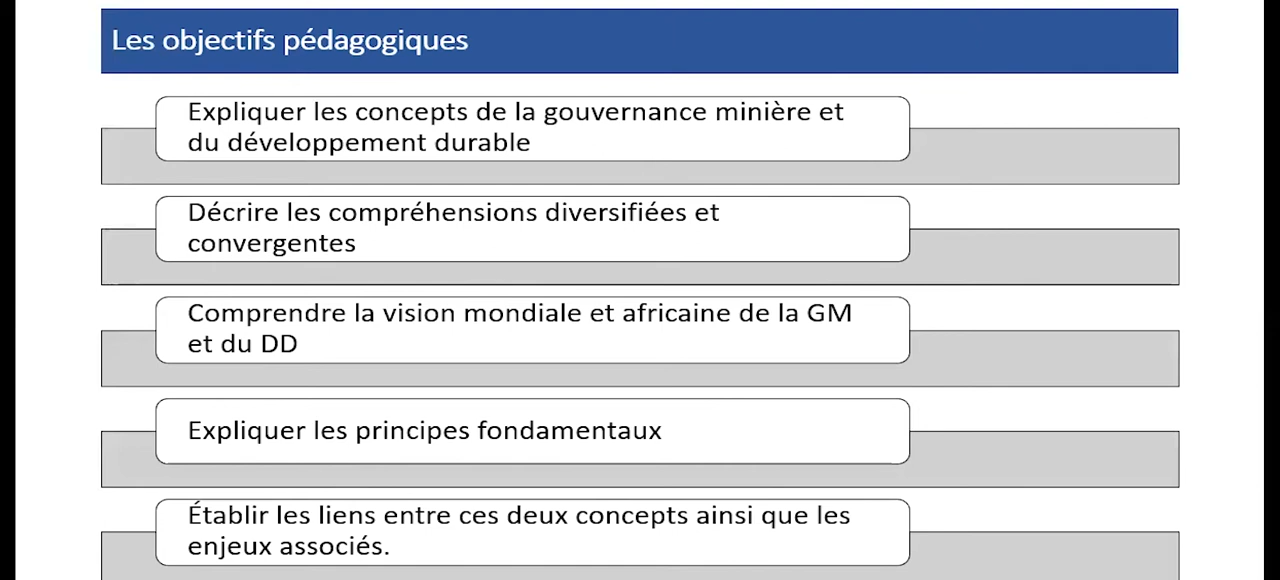 Les objectifs pédagogiques
Expliquer les concepts de la gouvernance minière et
du développement durable
Décrire les compréhensions diversifiées et
convergentes
Comprendre la vision mondiale et africaine de la GM
et du DD
Expliquer les principes fondamentaux
Établir les liens entre ces deux concepts ainsi que les
enjeux associés.